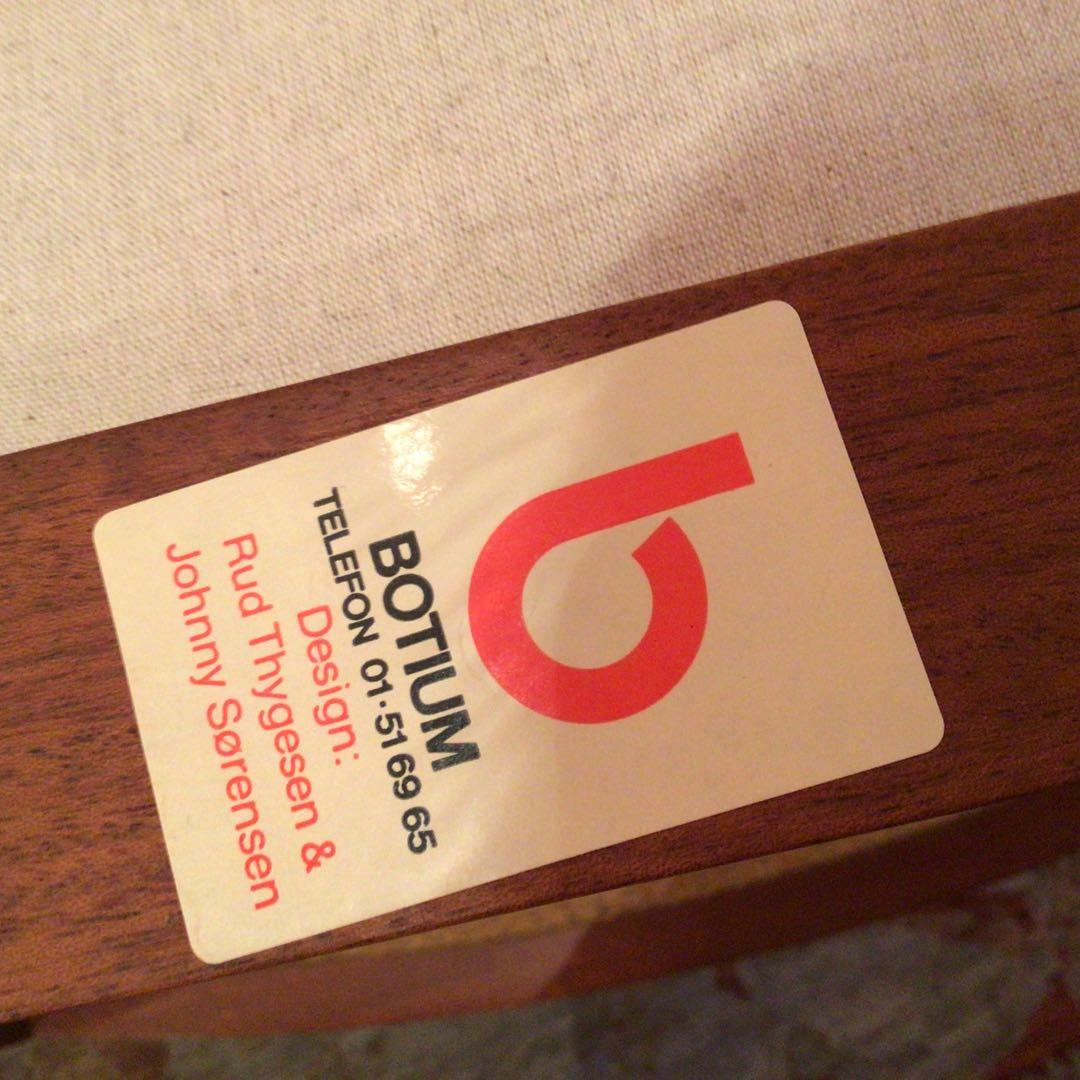 BOTIUM
TELEFON 01·51 69 65
Design:
Rud Thygesen &
Johnny Sørensen